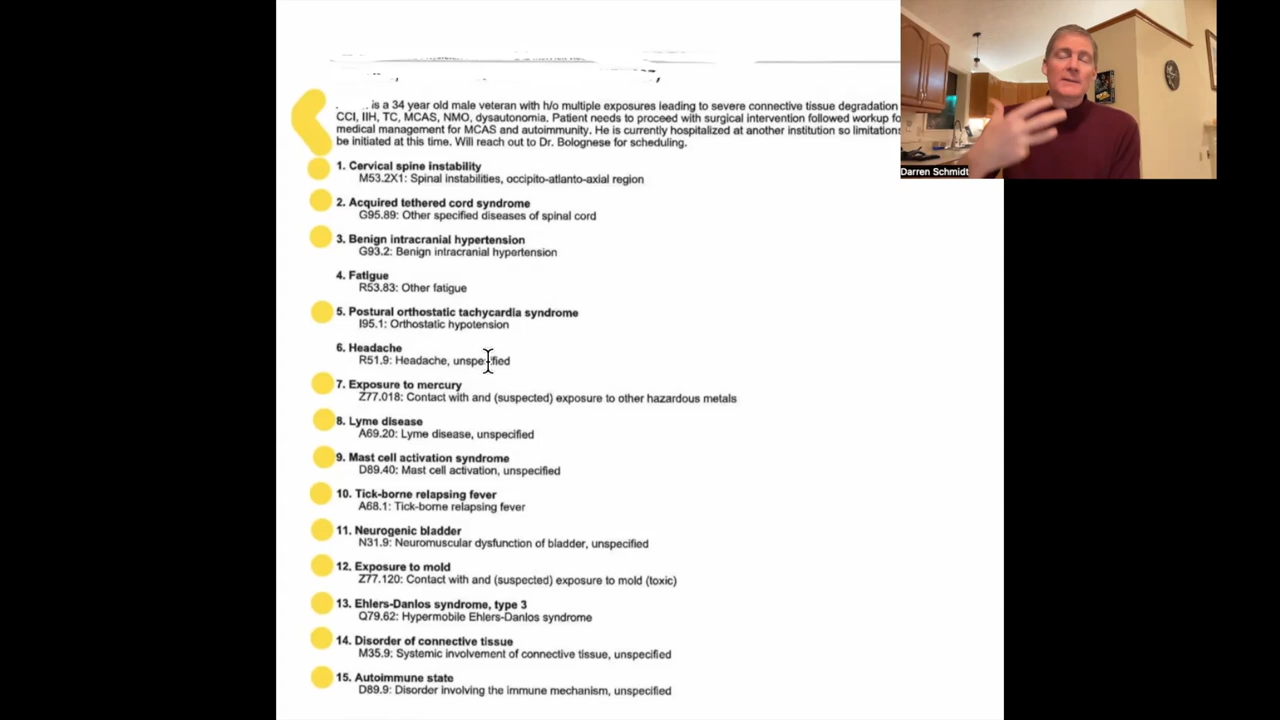 is a 34 year old male veteran with h/o multiple exposures leading to severe connective tissue degradation
CCI, IIH, TC, MCAS, NMO, dysautonomia. Patient needs to proceed with surgical intervention followed workup fo
medical management for MCAS and autoimmunity. He is currently hospitalized at another institution so limitations
be initiated at this time. Will reach out to Dr. Bolognese for scheduling.
1. Cervical spine instability
M53.2X1: Spinal instabilities, occipito-atlanto-axial region
2. Acquired tethered cord syndrome
G95.89: Other specified diseases of spinal cord
3. Benign intracranial hypertension
G93.2: Benign intracranial hypertension
4. Fatigue
R53.83: Other fatigue
5. Postural orthostatic tachycardia syndrome
I95.1: Orthostatic hypotension
6. Headache
R51.9: Headache, unspecified
7. Exposure to mercury
Z77.018: Contact with and (suspected) exposure to other hazardous metals
8. Lyme disease
A69.20: Lyme disease, unspecified
9. Mast cell activation syndrome
D89.40: Mast cell activation, unspecified
10. Tick-borne relapsing fever
A68.1: Tick-borne relapsing fever
11. Neurogenic bladder
N31.9: Neuromuscular dysfunction of bladder, unspecified
12. Exposure to mold
Z77.120: Contact with and (suspected) exposure to mold (toxic)
13. Ehlers-Danlos syndrome, type 3
Q79.62: Hypermobile Ehlers-Danlos syndrome
14. Disorder of connective tissue
M35.9: Systemic involvement of connective tissue, unspecified
15. Autoimmune state
D89.9: Disorder involving the immune mechanism, unspecified
Darren Schmidt